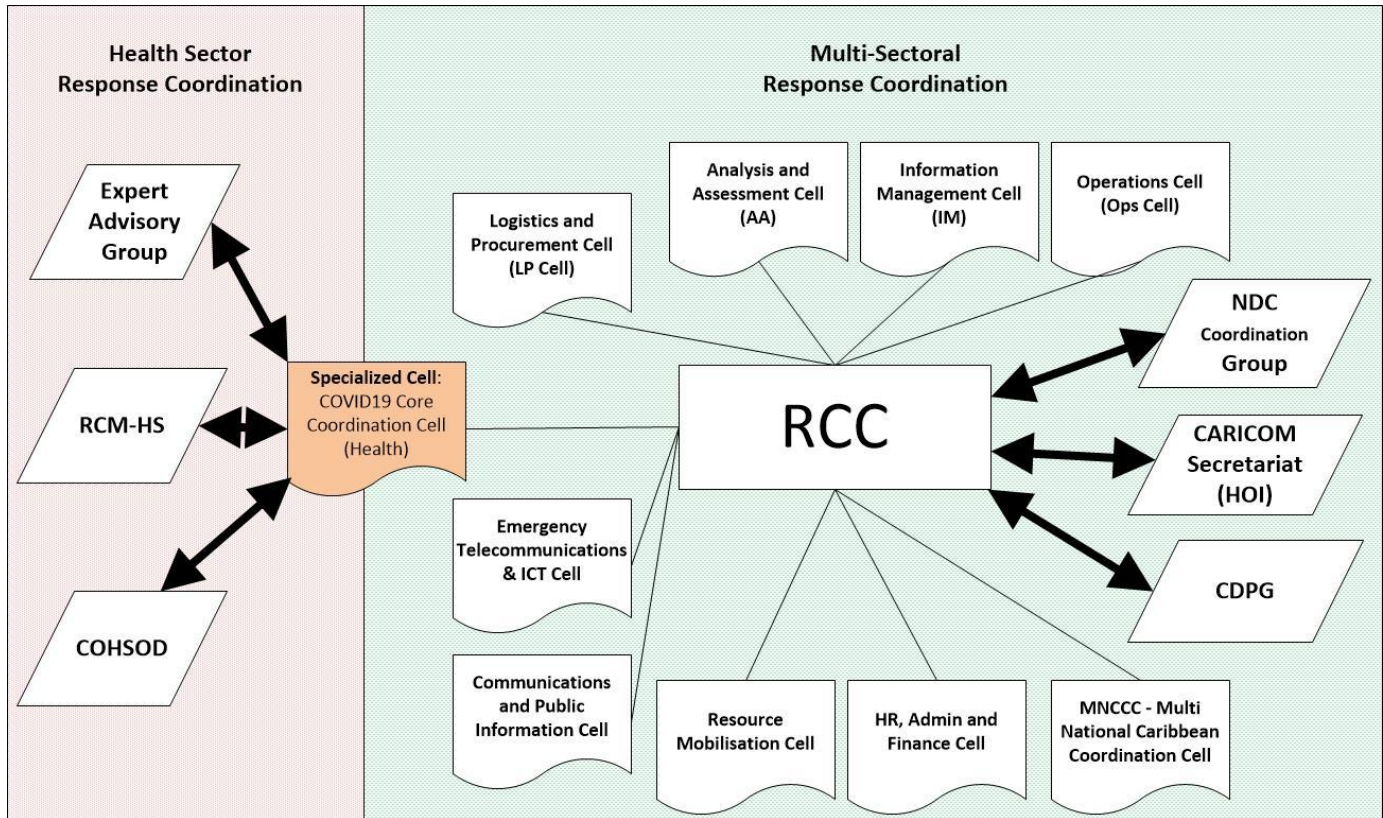 Health Sector
Response Coordination
Multi-Sectoral
Response Coordination
Expert
Advisory
Group
RCM-HS
COHSOD
Specialized Cell:
COVID19 Core
Coordination Cell
(Health)
Logistics and
Procurement Cell
(LP Cell)
Analysis and
Assessment Cell
(AA)
Information
Management Cell
(IM)
Operations Cell
(Ops Cell)
RCC
NDC
Coordination
Group
CARICOM
Secretariat
(HOI)
CDPG
Emergency
Telecommunications
& ICT Cell
Communications
and Public
Information Cell
Resource
Mobilisation Cell
HR, Admin and
Finance Cell
MNCCC - Multi
National Caribbean
Coordination Cell